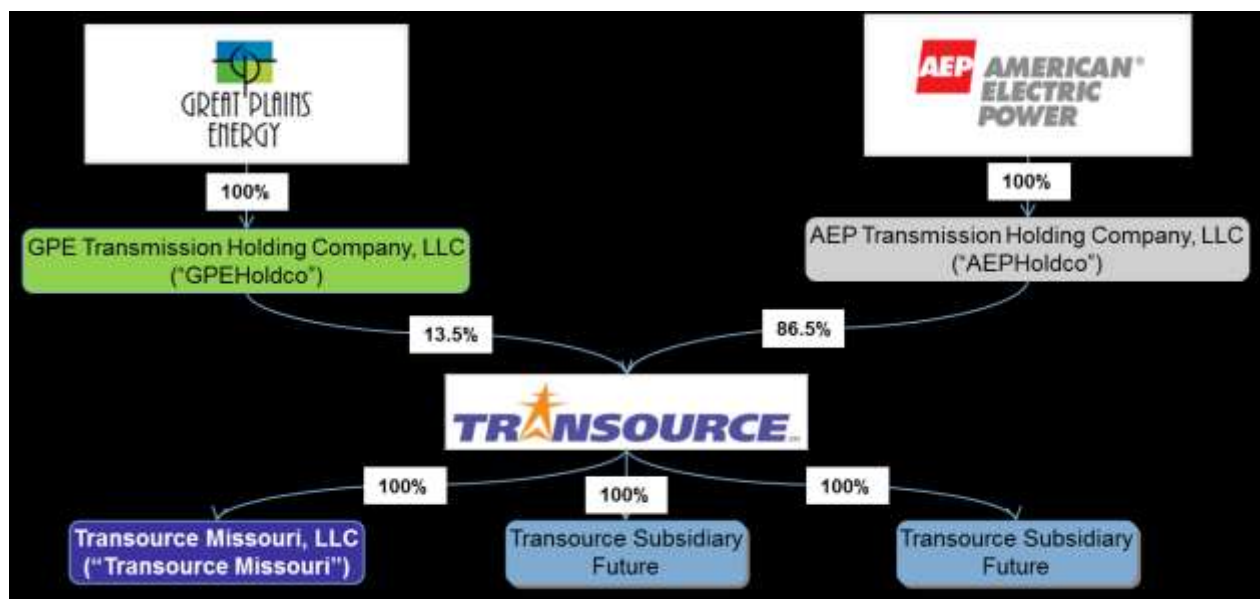 GREAT PLAINS
ENERGY
AEP AMERICAN®
ELECTRIC
POWER
100%
100%
GPE Transmission Holding Company, LLC
("GPEHoldco")
AEP Transmission Holding Company, LLC
("AEPHoldco")
13.5%
86.5%
TRANSOURCE
100%
100%
100%
Transource Missouri, LLC
("Transource Missouri")
Transource Subsidiary
Future
Transource Subsidiary
Future